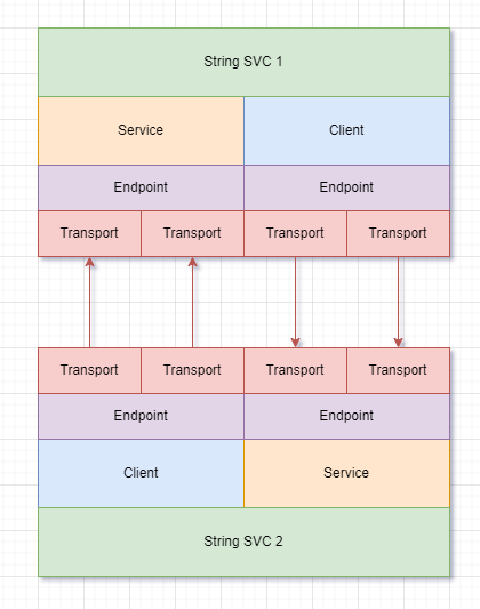 String SVC 1
Service Client
Endpoint Endpoint
Transport Transport Transport Transport
Transport Transport Transport Transport
Endpoint Endpoint
Client Service
String SVC 2